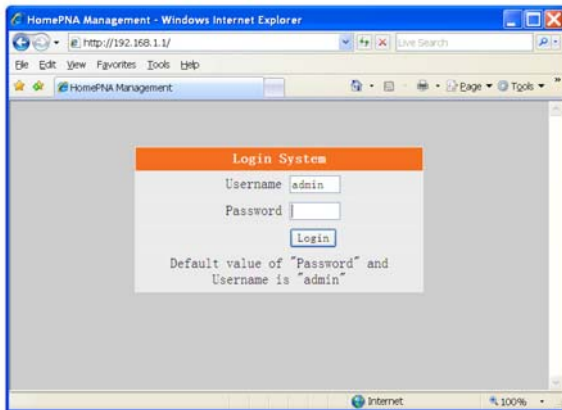 HomePNA Management - Windows Internet Explorer
http://192.168.1.1/
Live Search
File Edit View Favorites Tools Help
HomePNA Management
Page Tools
Login System
Username admin
Password
Login
Default value of "Password" and
Username is "admin"
Internet 100%